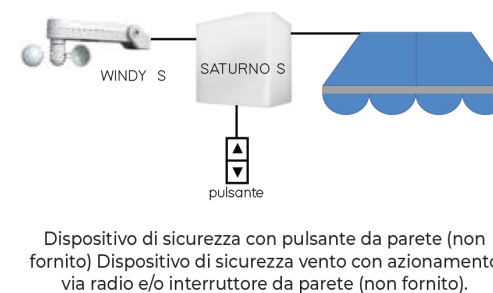 WINDY S
SATURNO S
pulsante
Dispositivo di sicurezza con pulsante da parete (non
fornito) Dispositivo di sicurezza vento con azionamento
via radio e/o interruttore da parete (non fornito).